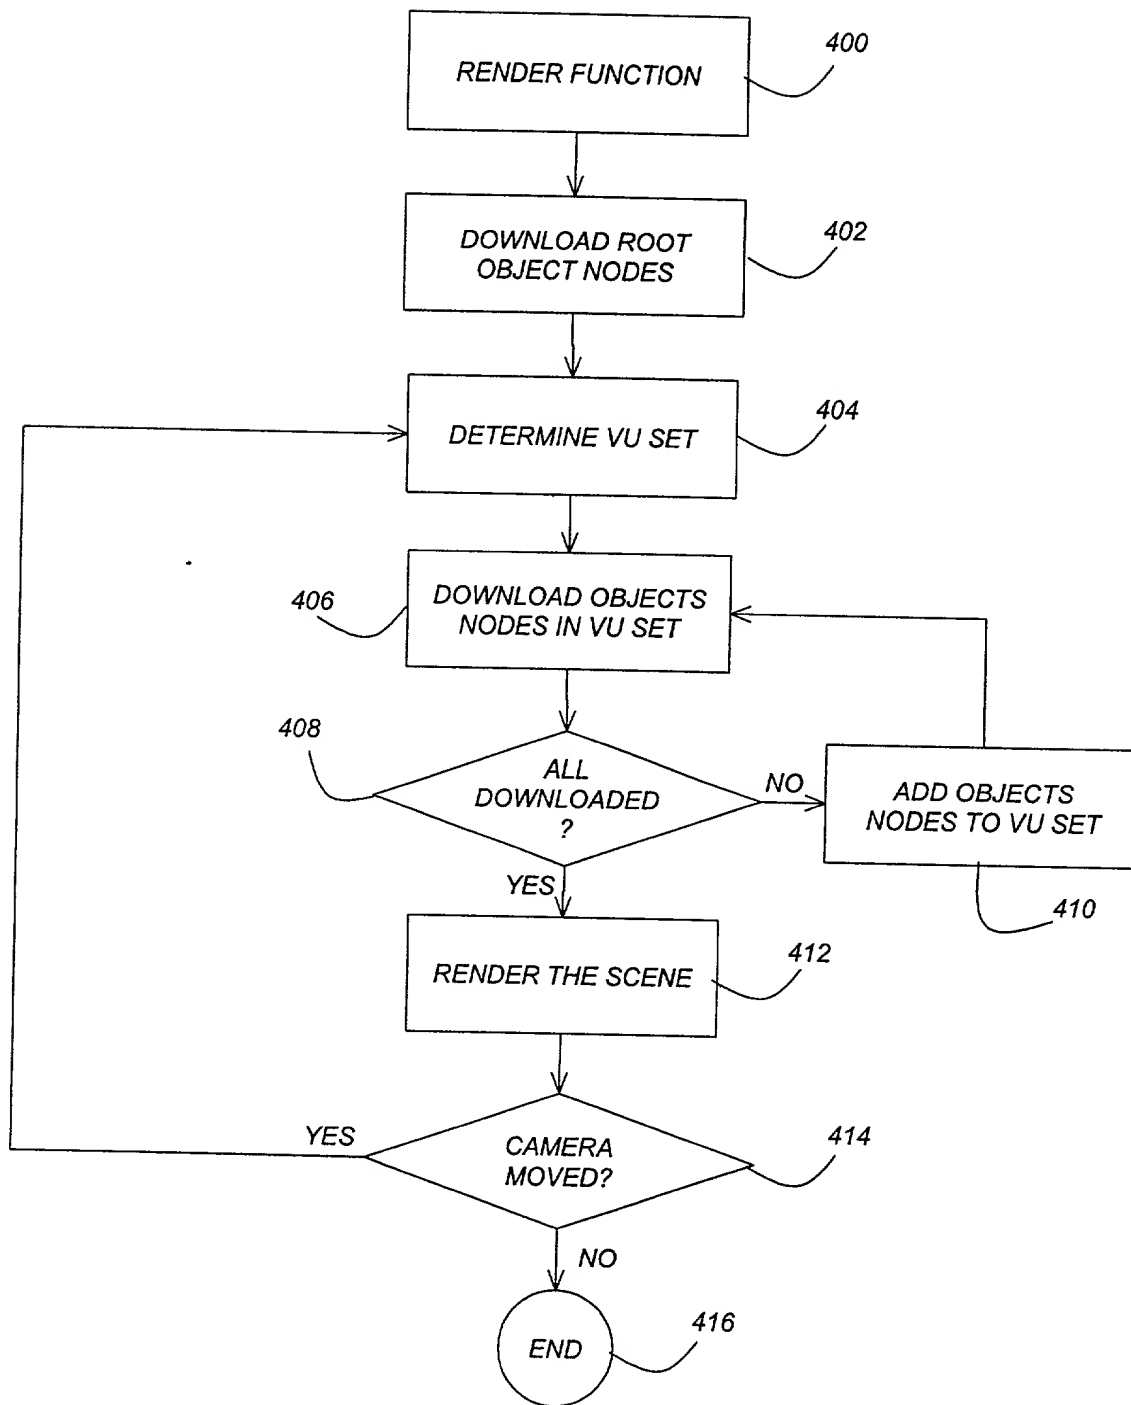 RENDER FUNCTION
400
DOWNLOAD ROOT
OBJECT NODES
402
DETERMINE VU SET
404
406
DOWNLOAD OBJECTS
NODES IN VU SET
408
ALL
DOWNLOADED
?
NO
ADD OBJECTS
NODES TO VU SET
410
YES
RENDER THE SCENE
412
YES
CAMERA
MOVED?
414
NO
END
416